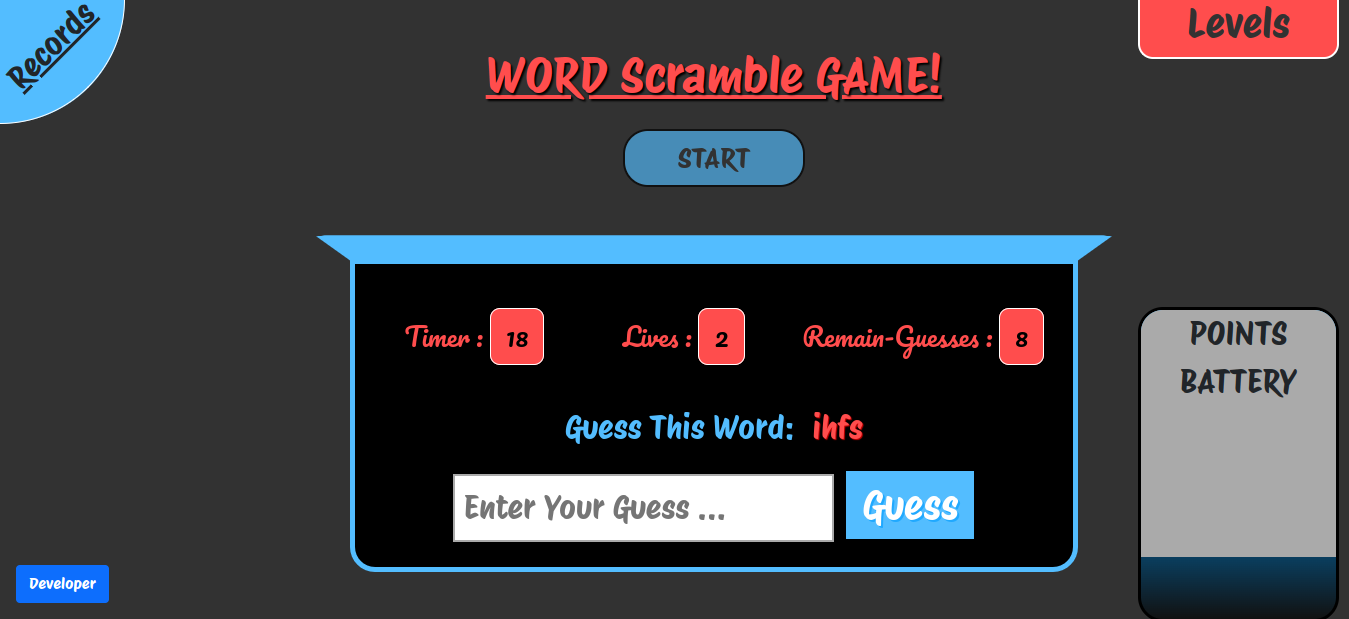 Records
Levels
WORD Scramble GAME!
START
Timer : 18 Lives : 2 Remain-Guesses : 8
Guess This Word: ihfs
Enter Your Guess ... Guess
POINTS
BATTERY
Developer